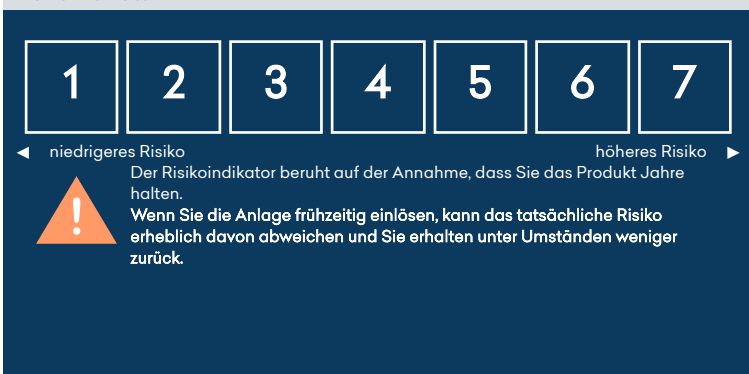 1 2 3 4 5 6 7
◄ niedrigeres Risiko höheres Risiko ►
Der Risikoindikator beruht auf der Annahme, dass Sie das Produkt Jahre
halten.
!
Wenn Sie die Anlage frühzeitig einlösen, kann das tatsächliche Risiko
erheblich davon abweichen und Sie erhalten unter Umständen weniger
zurück.